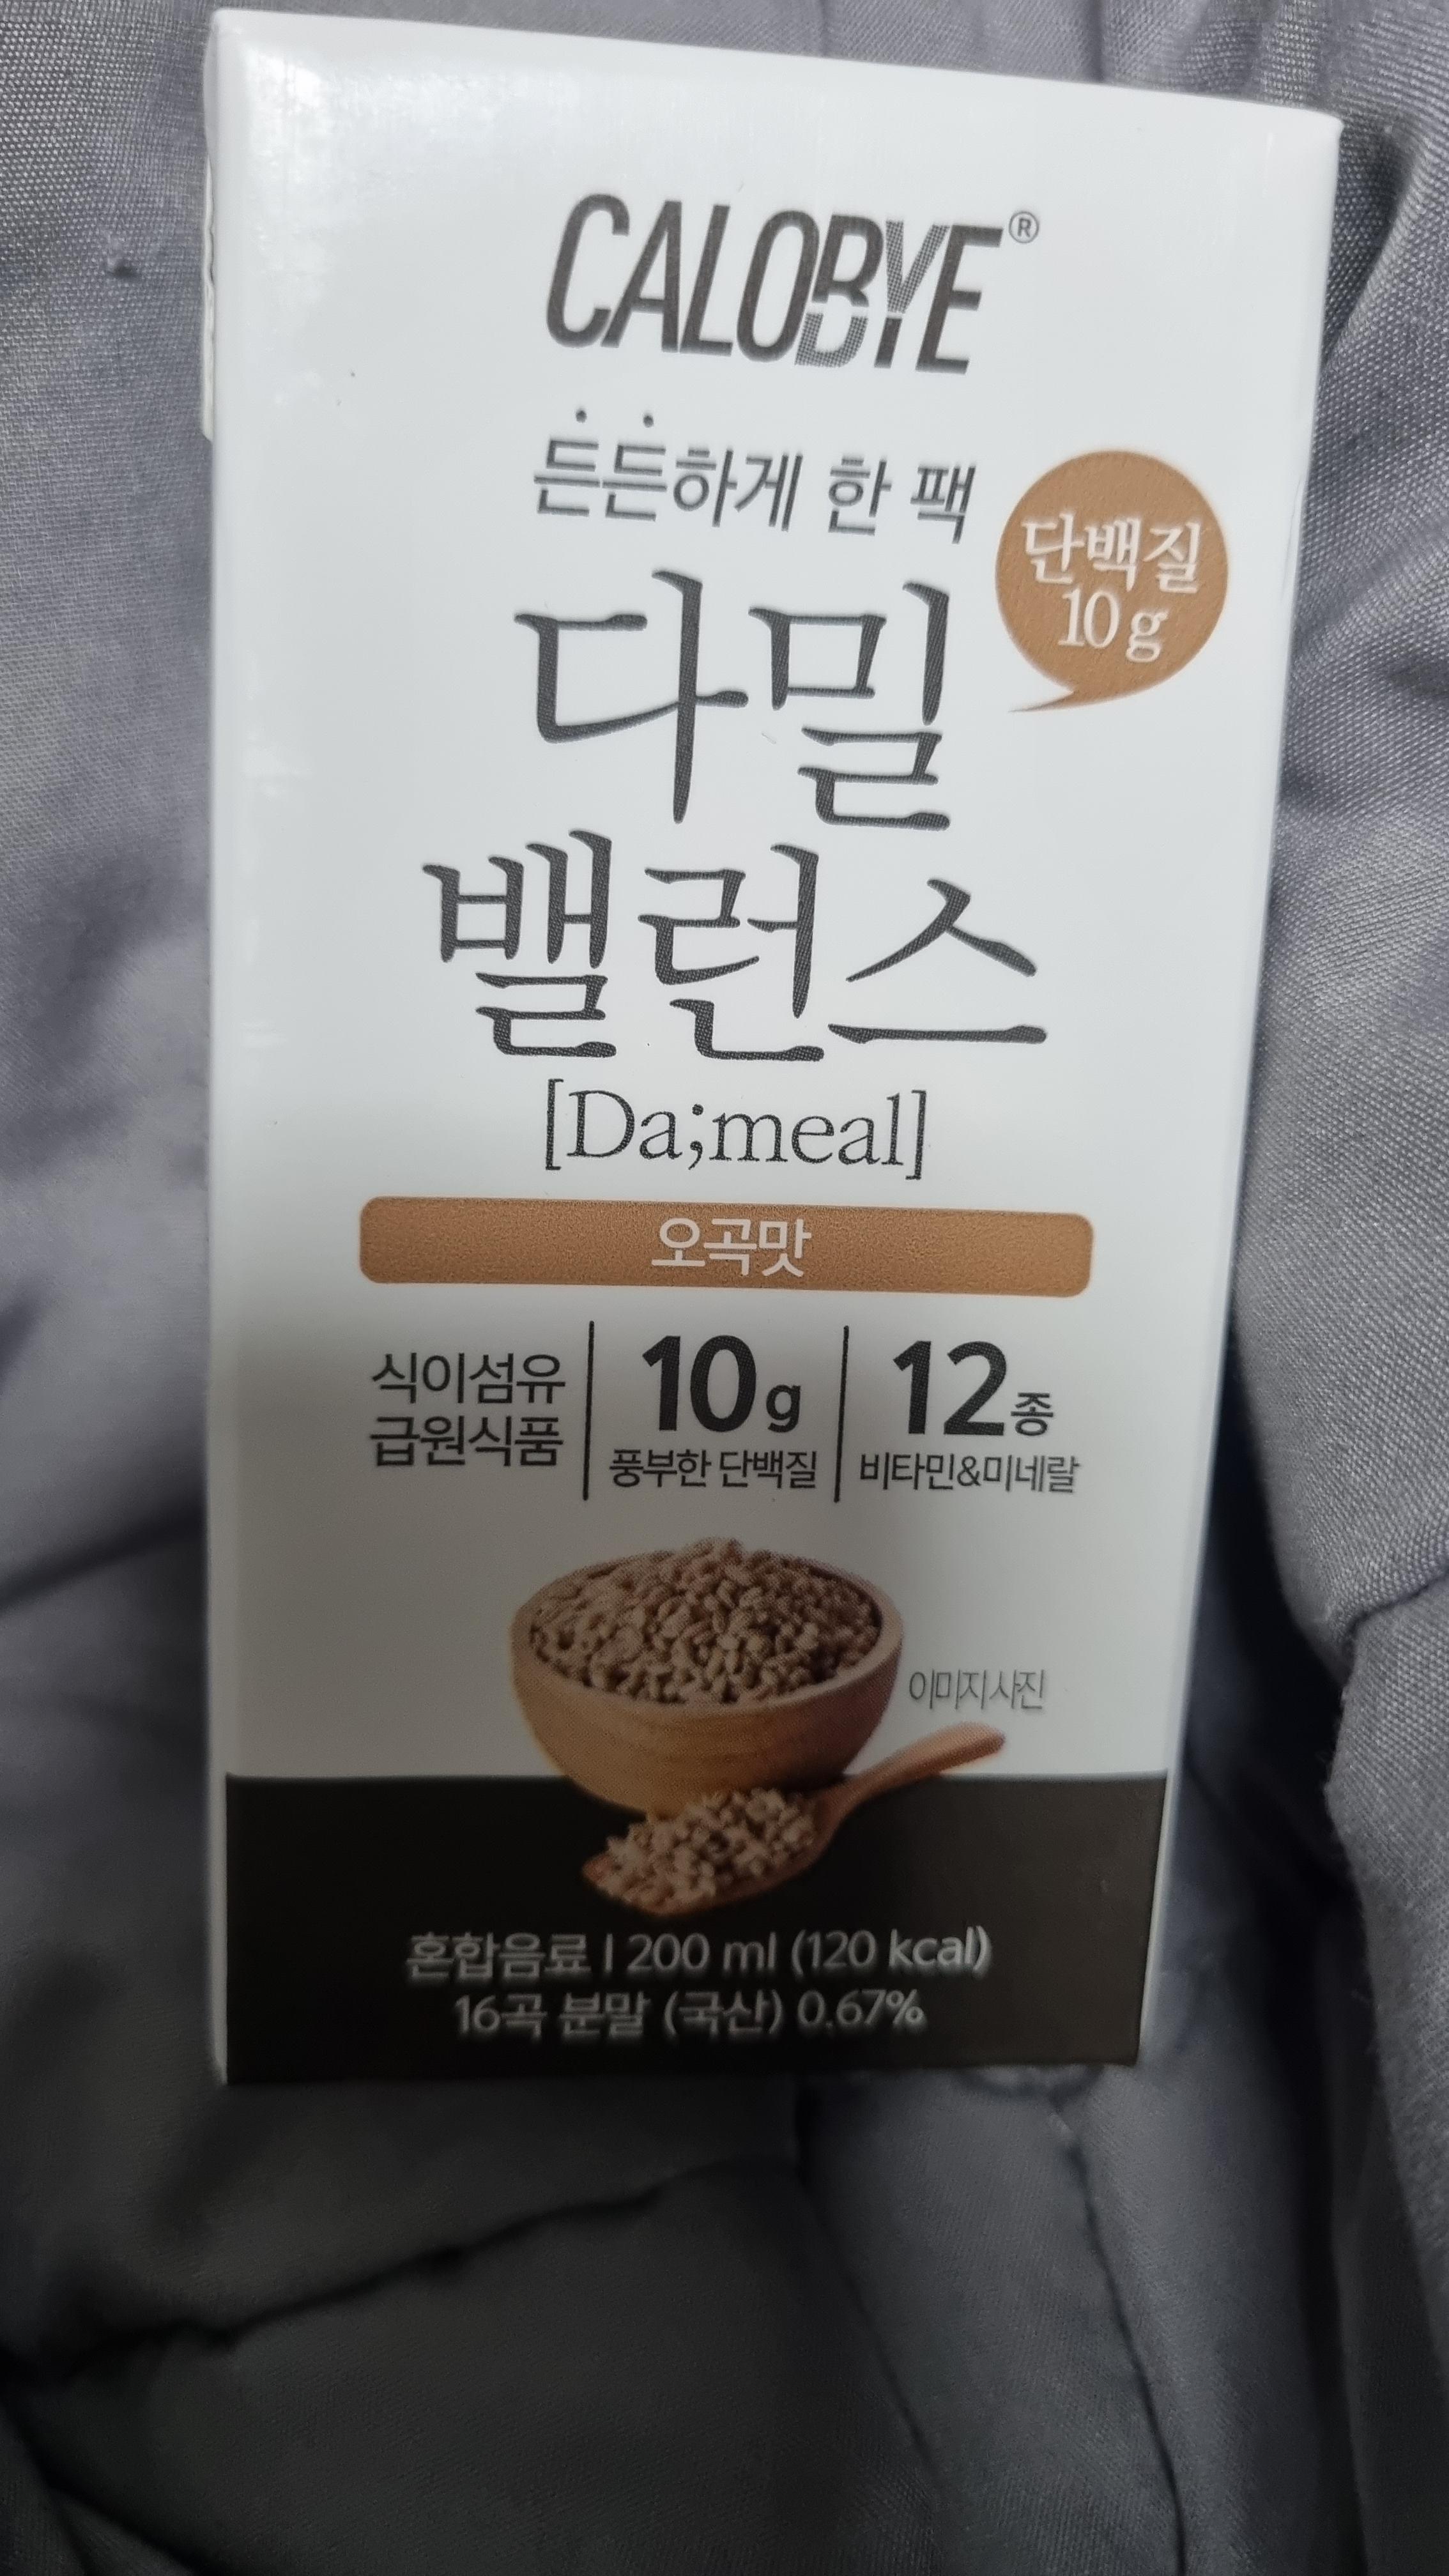 CALOBYE®
든든하게 한 팩
단백질
10 g
다밀
밸런스
[Da;meal]
오곡맛
식이섬유
급원식품
10 g
풍부한 단백질
12종
비타민&미네랄
이미지사진
혼합음료 | 200 ml (120 kcal)
16곡 분말 (국산) 0.67%